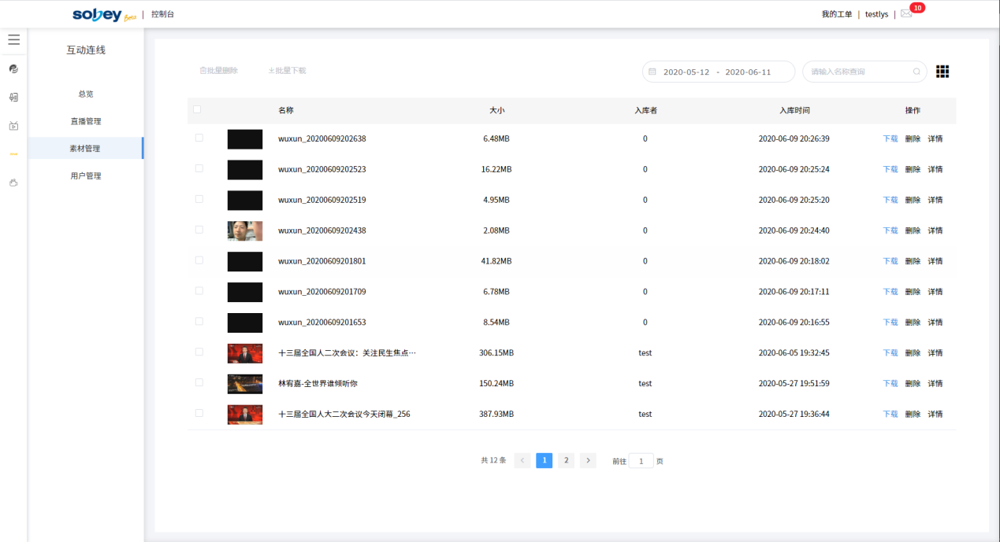 sobey Beta | 控制台
我的工单 | testlys | 10
互动连线
总览
直播管理
素材管理
用户管理
批量删除 批量下载 2020-05-12 - 2020-06-11 请输入名称查询
名称 大小 入库者 入库时间 操作
wuxun_20200609202638 6.48MB 0 2020-06-09 20:26:39 下载 删除 详情
wuxun_20200609202523 16.22MB 0 2020-06-09 20:25:24 下载 删除 详情
wuxun_20200609202519 4.95MB 0 2020-06-09 20:25:20 下载 删除 详情
wuxun_20200609202438 2.08MB 0 2020-06-09 20:24:40 下载 删除 详情
wuxun_20200609201801 41.82MB 0 2020-06-09 20:18:02 下载 删除 详情
wuxun_20200609201709 6.78MB 0 2020-06-09 20:17:11 下载 删除 详情
wuxun_20200609201653 8.54MB 0 2020-06-09 20:16:55 下载 删除 详情
十三届全国人二次会议：关注民生焦点… 306.15MB test 2020-06-05 19:32:45 下载 删除 详情
林宥嘉-全世界谁倾听你 150.24MB test 2020-05-27 19:51:59 下载 删除 详情
十三届全国人大二次会议今天闭幕_256 387.93MB test 2020-05-27 19:36:44 下载 删除 详情
共 12 条 < 1 2 > 前往 1 页